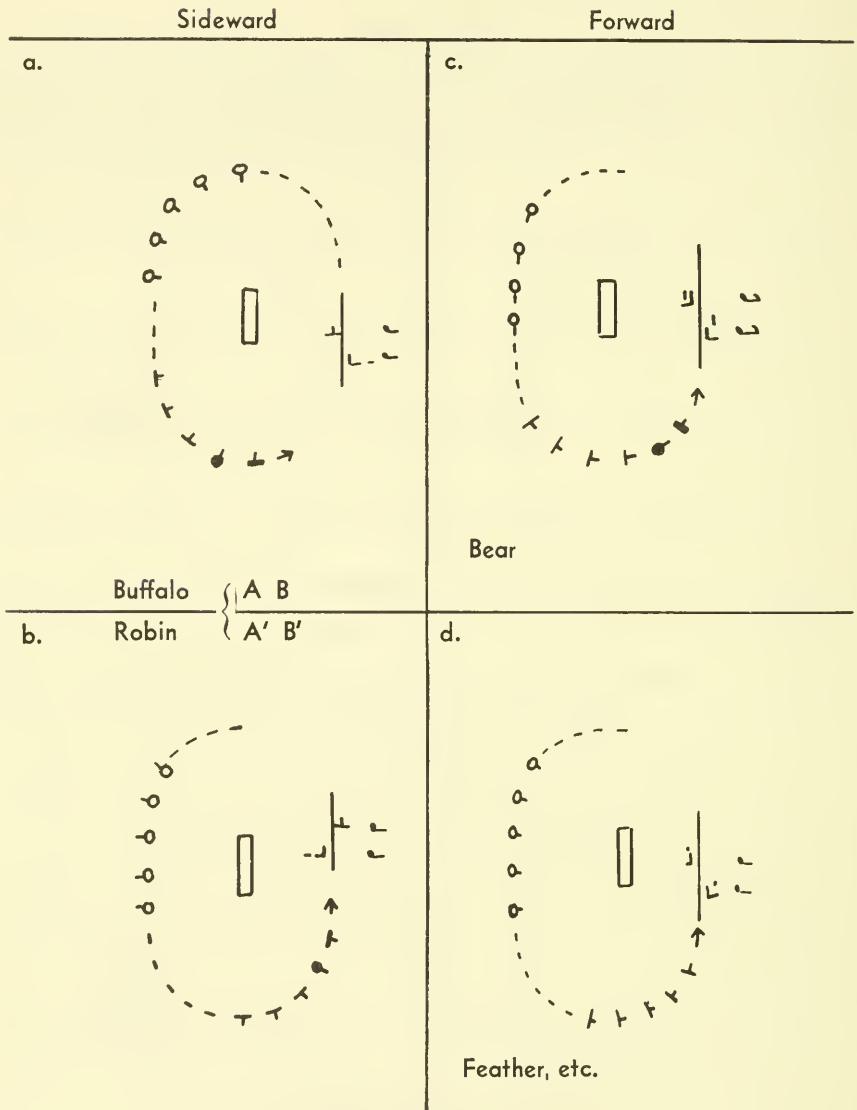 Sideward
Forward
a.
c.
Bear
Buffalo { A B
Robin { A′ B′
b.
d.
Feather, etc.